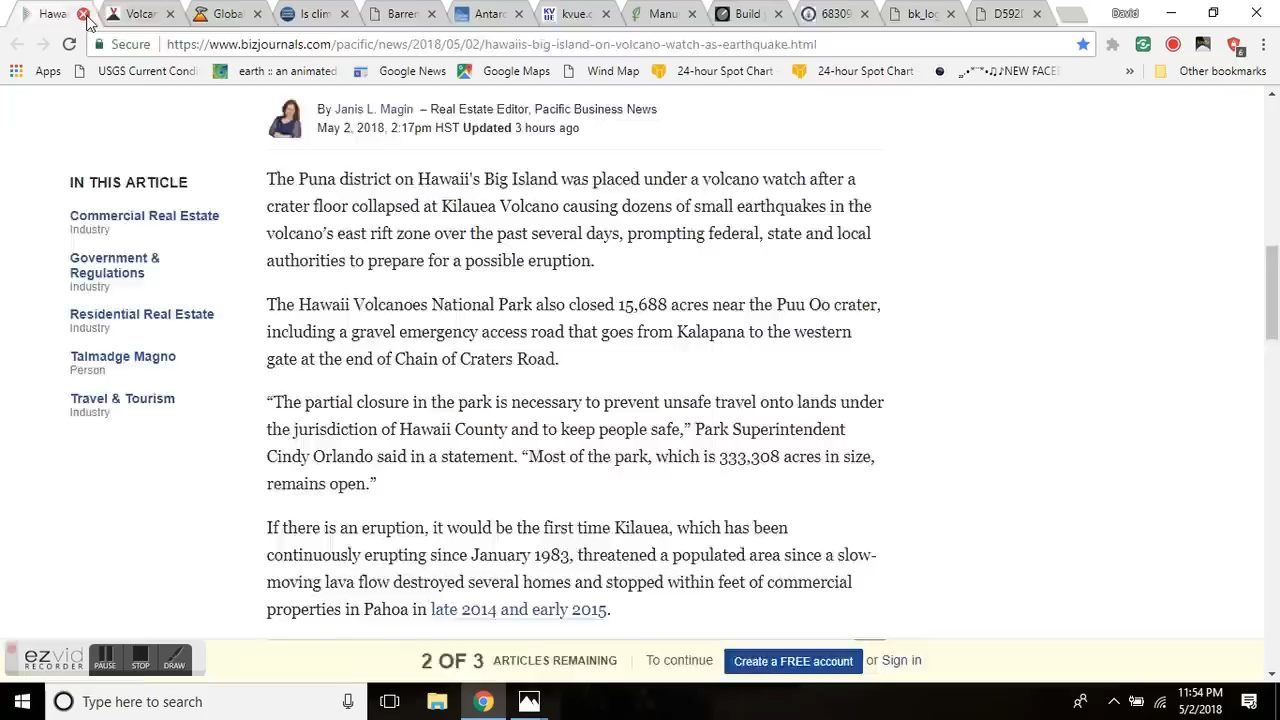 Hawa
Volcan
Globa
Is clim
Barren
Antarc
KV
UE
kvue.c
Manu
Build
68309
bk_log
D592
David
Secure
https://www.bizjournals.com/pacific/news/2018/05/02/hawaiis-big-island-on-volcano-watch-as-earthquake.html
6
Apps
USGS Current Condi
earth :: an animated
Google News
Google Maps
Wind Map
24-hour Spot Chart
24-hour Spot Chart
„.•*¨•♫♪NEW FACE
»
Other bookmarks
By Janis L. Magin – Real Estate Editor, Pacific Business News
May 2, 2018, 2:17pm HST Updated 3 hours ago
IN THIS ARTICLE
Commercial Real Estate
Industry
Government &
Regulations
Industry
Residential Real Estate
Industry
Talmadge Magno
Person
Travel & Tourism
Industry
The Puna district on Hawaii's Big Island was placed under a volcano watch after a
crater floor collapsed at Kilauea Volcano causing dozens of small earthquakes in the
volcano’s east rift zone over the past several days, prompting federal, state and local
authorities to prepare for a possible eruption.
The Hawaii Volcanoes National Park also closed 15,688 acres near the Puu Oo crater,
including a gravel emergency access road that goes from Kalapana to the western
gate at the end of Chain of Craters Road.
“The partial closure in the park is necessary to prevent unsafe travel onto lands under
the jurisdiction of Hawaii County and to keep people safe,” Park Superintendent
Cindy Orlando said in a statement. “Most of the park, which is 333,308 acres in size,
remains open.”
If there is an eruption, it would be the first time Kilauea, which has been
continuously erupting since January 1983, threatened a populated area since a slow-
moving lava flow destroyed several homes and stopped within feet of commercial
properties in Pahoa in late 2014 and early 2015.
ezvid
RECORDER
PAUSE
STOP
DRAW
2 OF 3 ARTICLES REMAINING
To continue
Create a FREE account
or Sign in
Type here to search
11:54 PM
5/2/2018